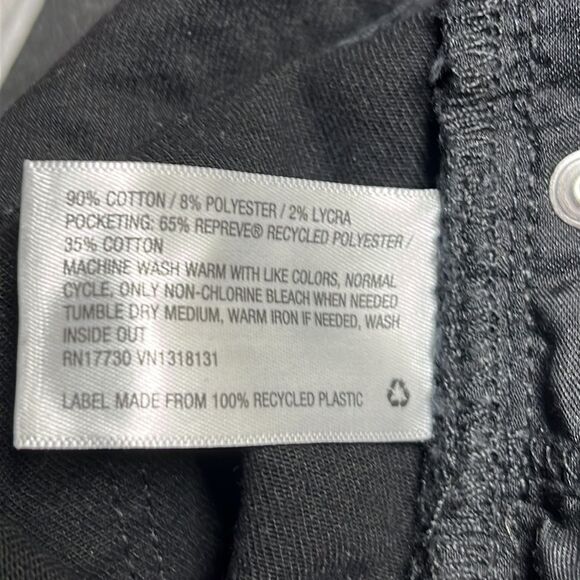 90% COTTON / 8% POLYESTER / 2% LYCRA
POCKETING: 65% REPREVE® RECYCLED POLYESTER /
35% COTTON
MACHINE WASH WARM WITH LIKE COLORS, NORMAL
CYCLE, ONLY NON-CHLORINE BLEACH WHEN NEEDED
TUMBLE DRY MEDIUM, WARM IRON IF NEEDED, WASH
INSIDE OUT
RN17730 VN1318131
LABEL MADE FROM 100% RECYCLED PLASTIC